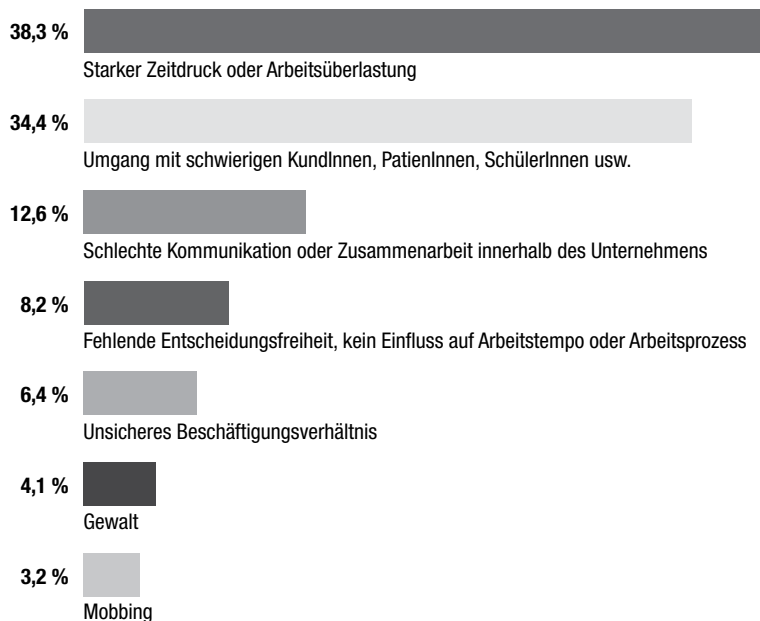 38,3 %
Starker Zeitdruck oder Arbeitsüberlastung
34,4 %
Umgang mit schwierigen KundInnen, PatienInnen, SchülerInnen usw.
12,6 %
Schlechte Kommunikation oder Zusammenarbeit innerhalb des Unternehmens
8,2 %
Fehlende Entscheidungsfreiheit, kein Einfluss auf Arbeitstempo oder Arbeitsprozess
6,4 %
Unsicheres Beschäftigungsverhältnis
4,1 %
Gewalt
3,2 %
Mobbing